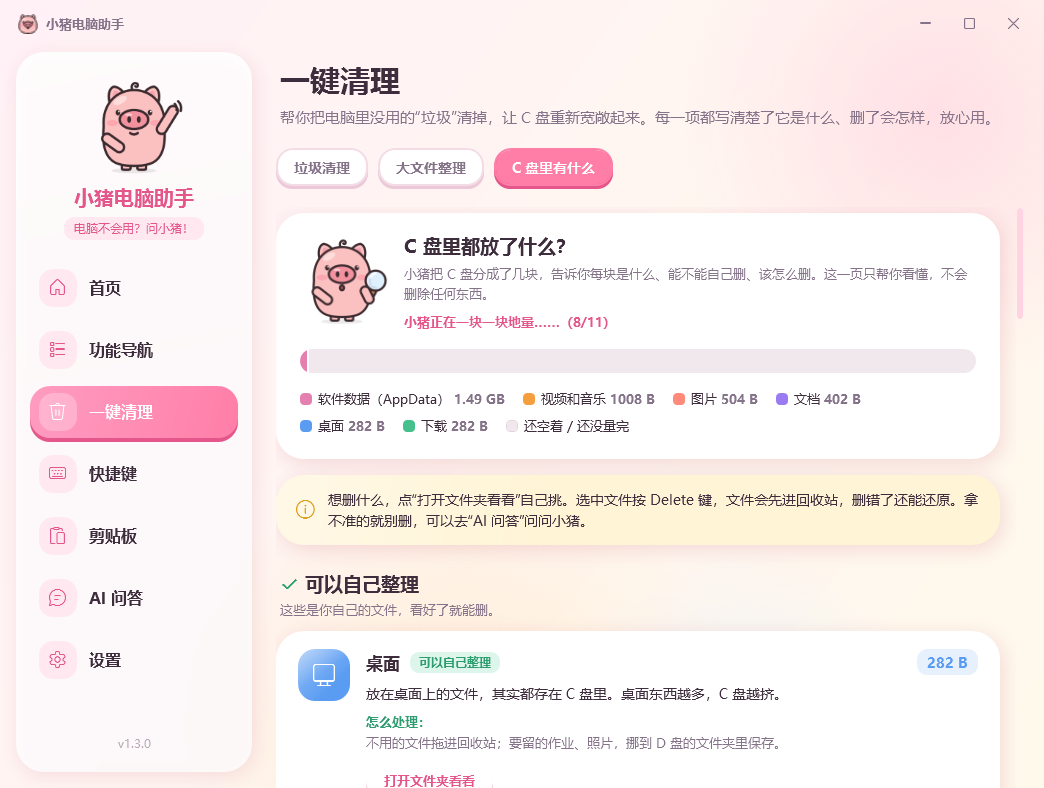 小猪电脑助手
小猪电脑助手
电脑不会用？问小猪！
首页
功能导航
一键清理
快捷键
剪贴板
AI 问答
设置
v1.3.0
一键清理
帮你把电脑里没用的“垃圾”清掉，让 C 盘重新宽敞起来。每一项都写清楚了它是什么、删了会怎样，放心用。
垃圾清理
大文件整理
C 盘里有什么
C 盘里都放了什么？
小猪把 C 盘分成了几块，告诉你每块是什么、能不能自己删、该怎么删。这一页只帮你看懂，不会
删除任何东西。
小猪正在一块一块地量……（8/11）
软件数据（AppData） 1.49 GB 视频和音乐 1008 B 图片 504 B 文档 402 B
桌面 282 B 下载 282 B 还空着 / 还没量完
想删什么，点“打开文件夹看看”自己挑。选中文件按 Delete 键，文件会先进回收站，删错了还能还原。拿
不准的就别删，可以去“AI 问答”问问小猪。
可以自己整理
这些是你自己的文件，看好了就能删。
桌面 可以自己整理 282 B
放在桌面上的文件，其实都存在 C 盘里。桌面东西越多，C 盘越挤。
怎么处理：
不用的文件拖进回收站；要留的作业、照片，挪到 D 盘的文件夹里保存。
打开文件夹看看